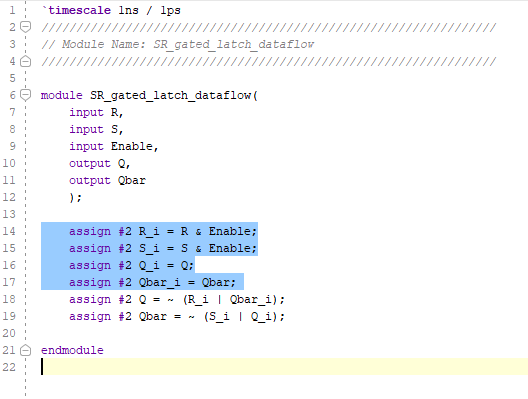 1 `timescale 1ns / 1ps
2 //////////////////////////////////////////////////////////////////
3 // Module Name: SR_gated_latch_dataflow
4 //////////////////////////////////////////////////////////////////
5
6 module SR_gated_latch_dataflow(
7 input R,
8 input S,
9 input Enable,
10 output Q,
11 output Qbar
12 );
13
14 assign #2 R_i = R & Enable;
15 assign #2 S_i = S & Enable;
16 assign #2 Q_i = Q;
17 assign #2 Qbar_i = Qbar;
18 assign #2 Q = ~ (R_i | Qbar_i);
19 assign #2 Qbar = ~ (S_i | Q_i);
20
21 endmodule
22